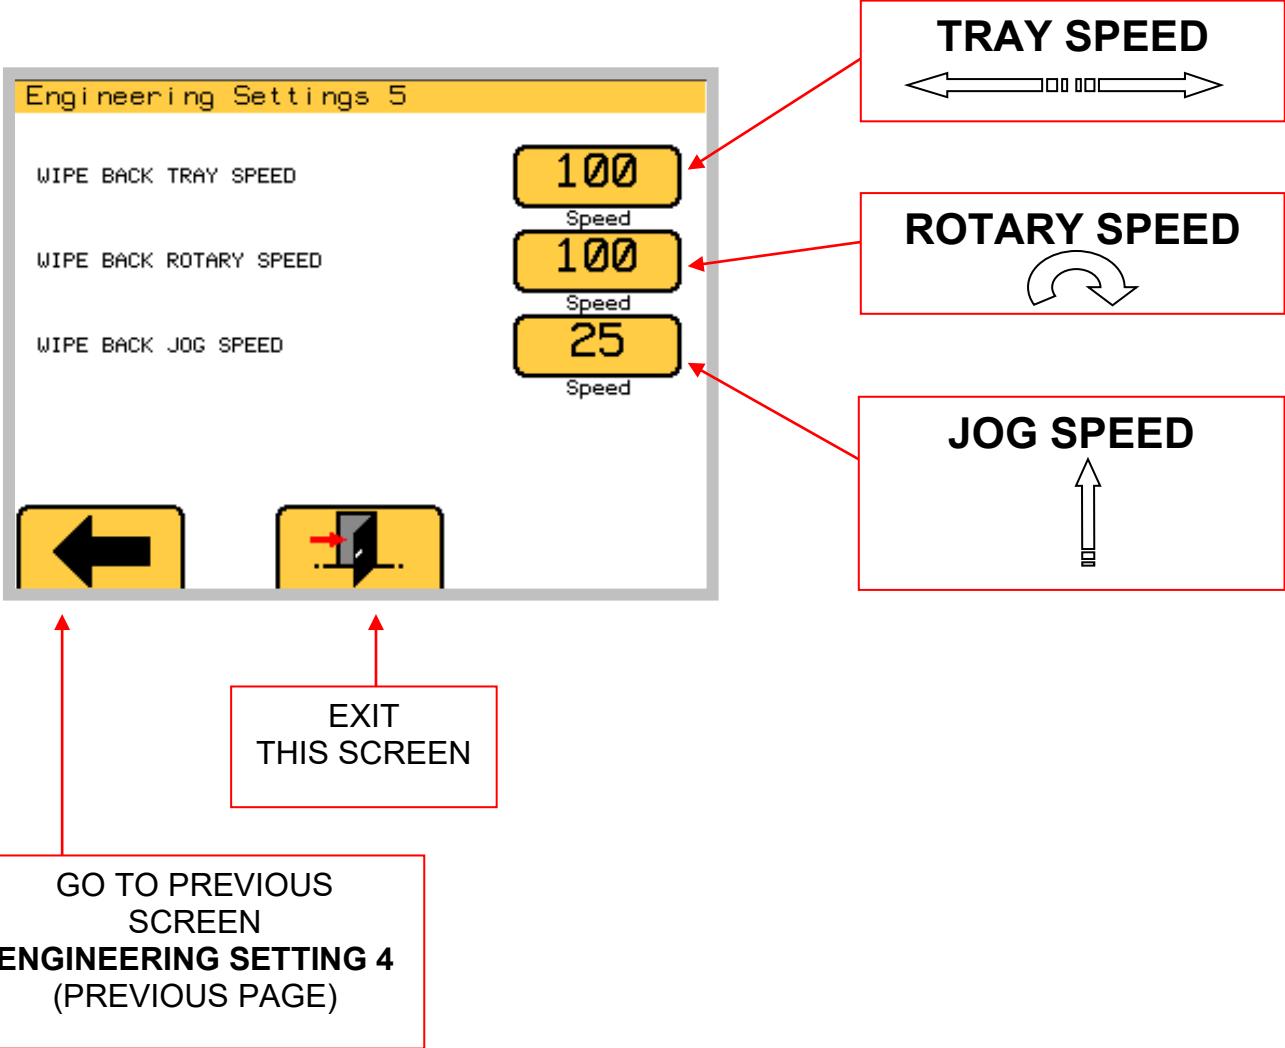 TRAY SPEED
Engineering Settings 5
WIPE BACK TRAY SPEED
100
Speed
ROTARY SPEED
WIPE BACK ROTARY SPEED
100
Speed
WIPE BACK JOG SPEED
25
Speed
JOG SPEED
EXIT
THIS SCREEN
GO TO PREVIOUS
SCREEN
ENGINEERING SETTING 4
(PREVIOUS PAGE)